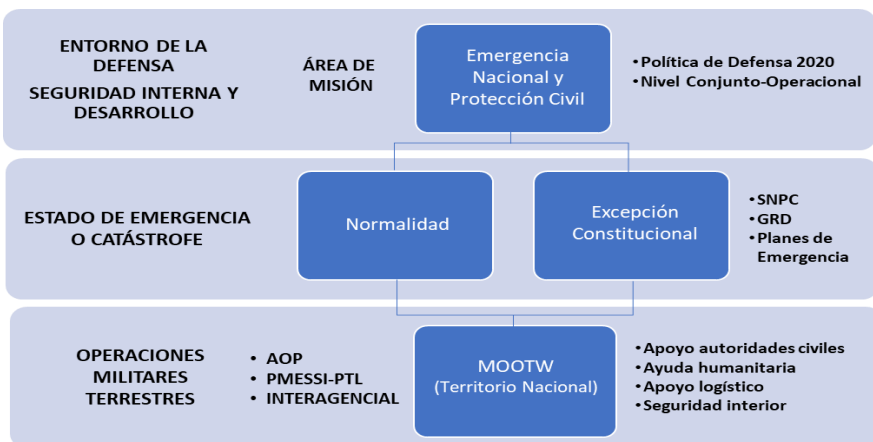 ENTORNO DE LA
DEFENSA
SEGURIDAD INTERNA Y
DESARROLLO
ÁREA DE
MISIÓN
Emergencia
Nacional y
Protección Civil
•Política de Defensa 2020
•Nivel Conjunto-Operacional
ESTADO DE EMERGENCIA
O CATÁSTROFE
Normalidad
Excepción
Constitucional
•SNPC
•GRD
•Planes de
Emergencia
OPERACIONES
MILITARES
TERRESTRES
• AOP
• PMESSI-PTL
• INTERAGENCIAL
MOOTW
(Territorio Nacional)
•Apoyo autoridades civiles
•Ayuda humanitaria
•Apoyo logístico
•Seguridad interior